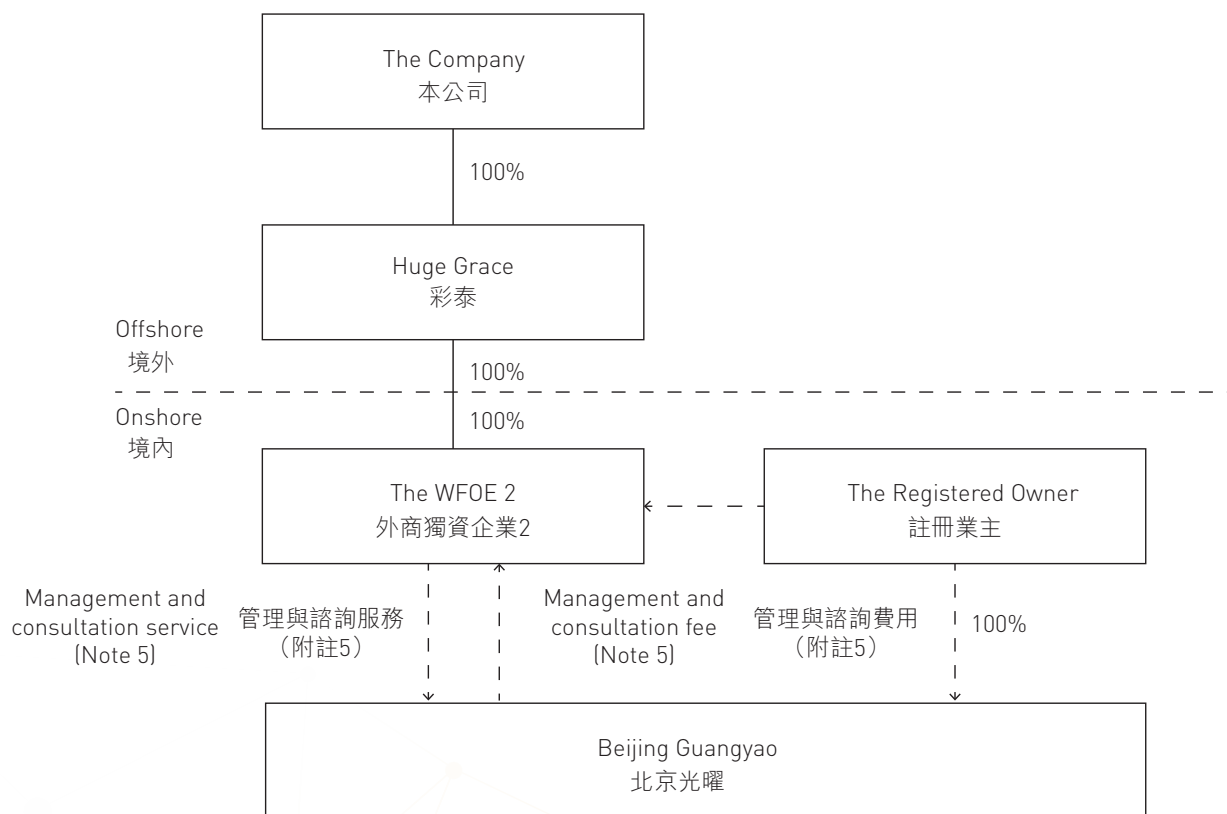 The Company
本公司
100%
Huge Grace
彩泰
Offshore
境外
100%
Onshore
境內
100%
The WFOE 2
外商獨資企業2
The Registered Owner
註冊業主
Management and
consultation service
(Note 5)
管理與諮詢服務
（附註5）
Management and
consultation fee
(Note 5)
管理與諮詢費用
（附註5）
100%
Beijing Guangyao
北京光曜